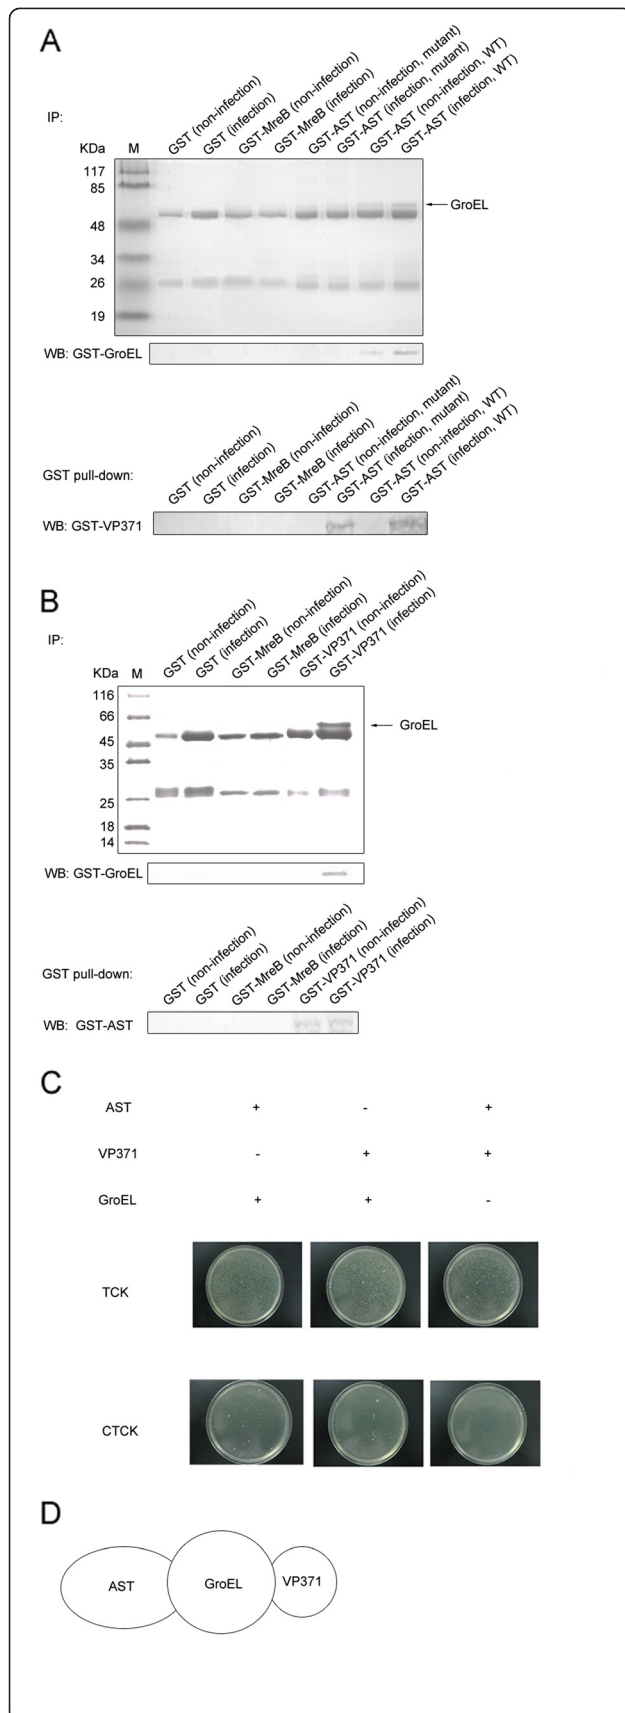 A
IP:
GST (non-infection)
GST (infection)
GST-MreB (non-infection)
GST-MreB (infection)
GST-AST (non-infection, mutant)
GST-AST (infection, mutant)
GST-AST (non-infection, WT)
GST-AST (infection, WT)
KDa M
117
85
48
34
26
19
GroEL
WB: GST-GroEL
GST pull-down:
GST (non-infection)
GST (infection)
GST-MreB (non-infection)
GST-MreB (infection)
GST-AST (non-infection, mutant)
GST-AST (infection, mutant)
GST-AST (non-infection, WT)
GST-AST (infection, WT)
WB: GST-VP371
B
IP:
GST (non-infection)
GST (infection)
GST-MreB (non-infection)
GST-MreB (infection)
GST-VP371 (non-infection)
GST-VP371 (infection)
KDa M
116
66
45
35
25
18
14
GroEL
WB: GST-GroEL
GST pull-down:
GST (non-infection)
GST (infection)
GST-MreB (non-infection)
GST-MreB (infection)
GST-VP371 (non-infection)
GST-VP371 (infection)
WB: GST-AST
C
AST + - +
VP371 - + +
GroEL + + -
TCK
CTCK
D
AST GroEL VP371